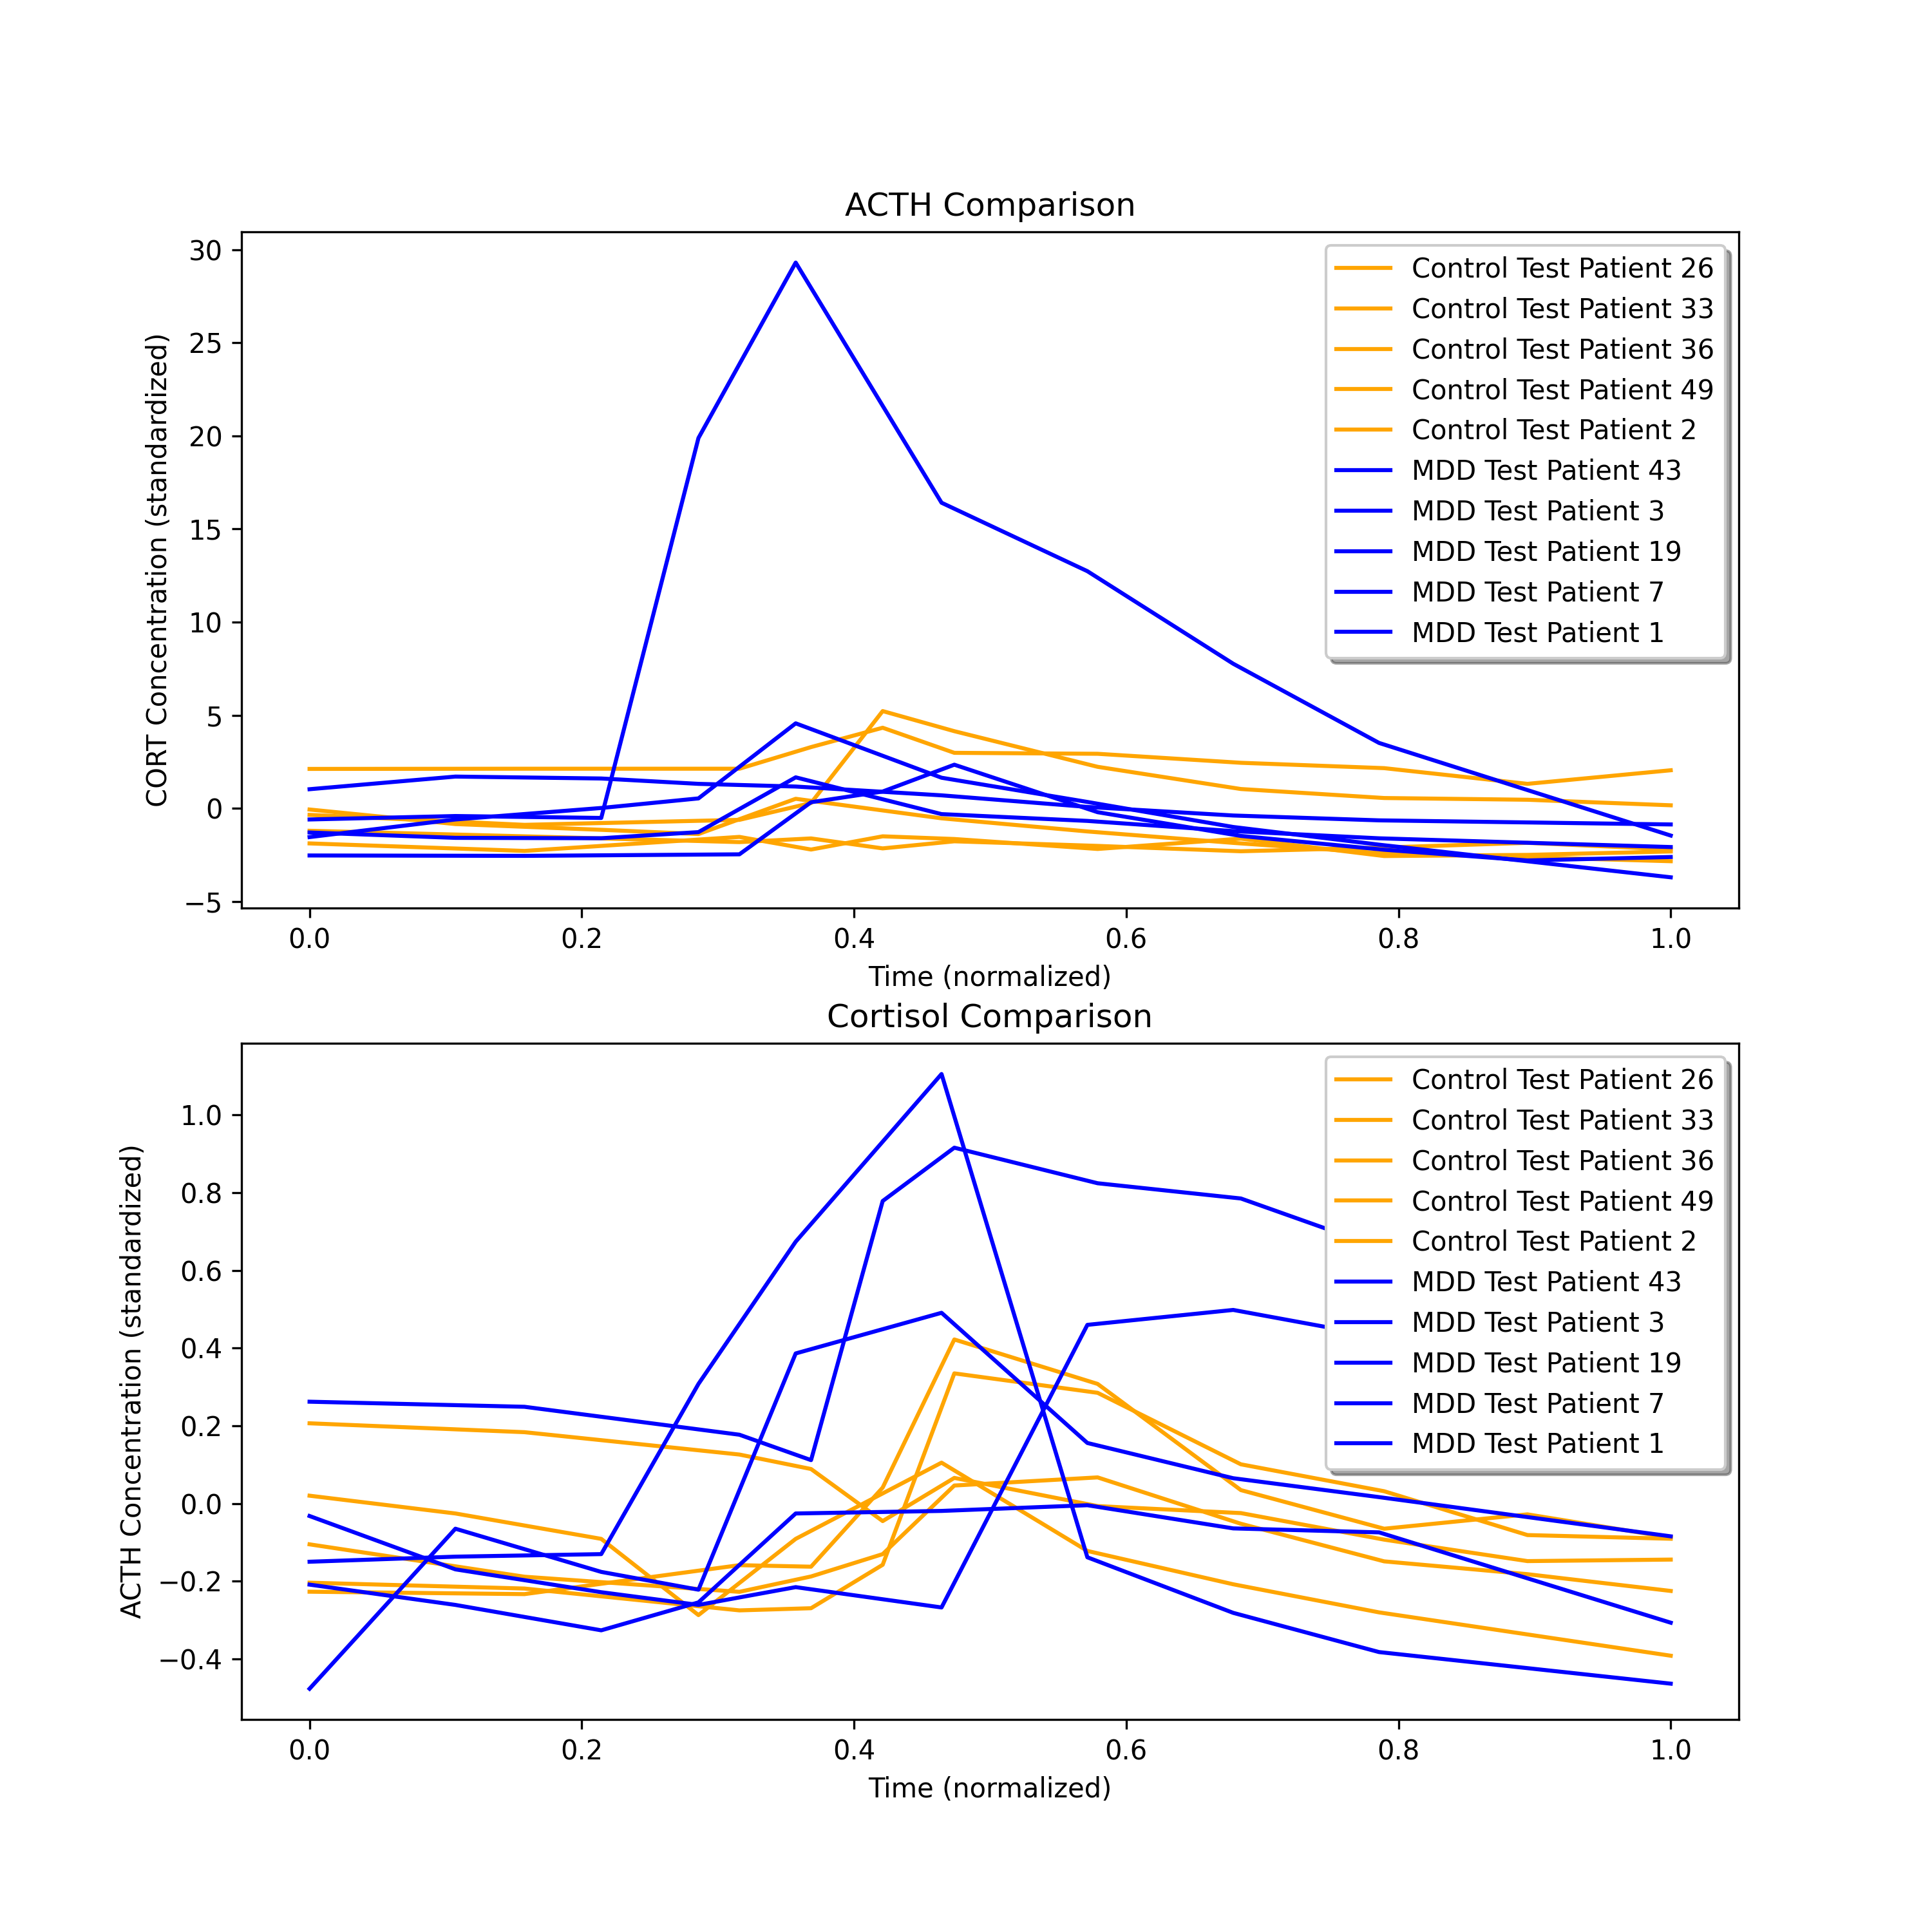 ACTH Comparison
30
25
20
15
10
5
0
−5
CORT Concentration (standardized)
Control Test Patient 26
Control Test Patient 33
Control Test Patient 36
Control Test Patient 49
Control Test Patient 2
MDD Test Patient 43
MDD Test Patient 3
MDD Test Patient 19
MDD Test Patient 7
MDD Test Patient 1
0.0 0.2 0.4 0.6 0.8 1.0
Time (normalized)
Cortisol Comparison
1.0
0.8
0.6
0.4
0.2
0.0
−0.2
−0.4
ACTH Concentration (standardized)
Control Test Patient 26
Control Test Patient 33
Control Test Patient 36
Control Test Patient 49
Control Test Patient 2
MDD Test Patient 43
MDD Test Patient 3
MDD Test Patient 19
MDD Test Patient 7
MDD Test Patient 1
0.0 0.2 0.4 0.6 0.8 1.0
Time (normalized)